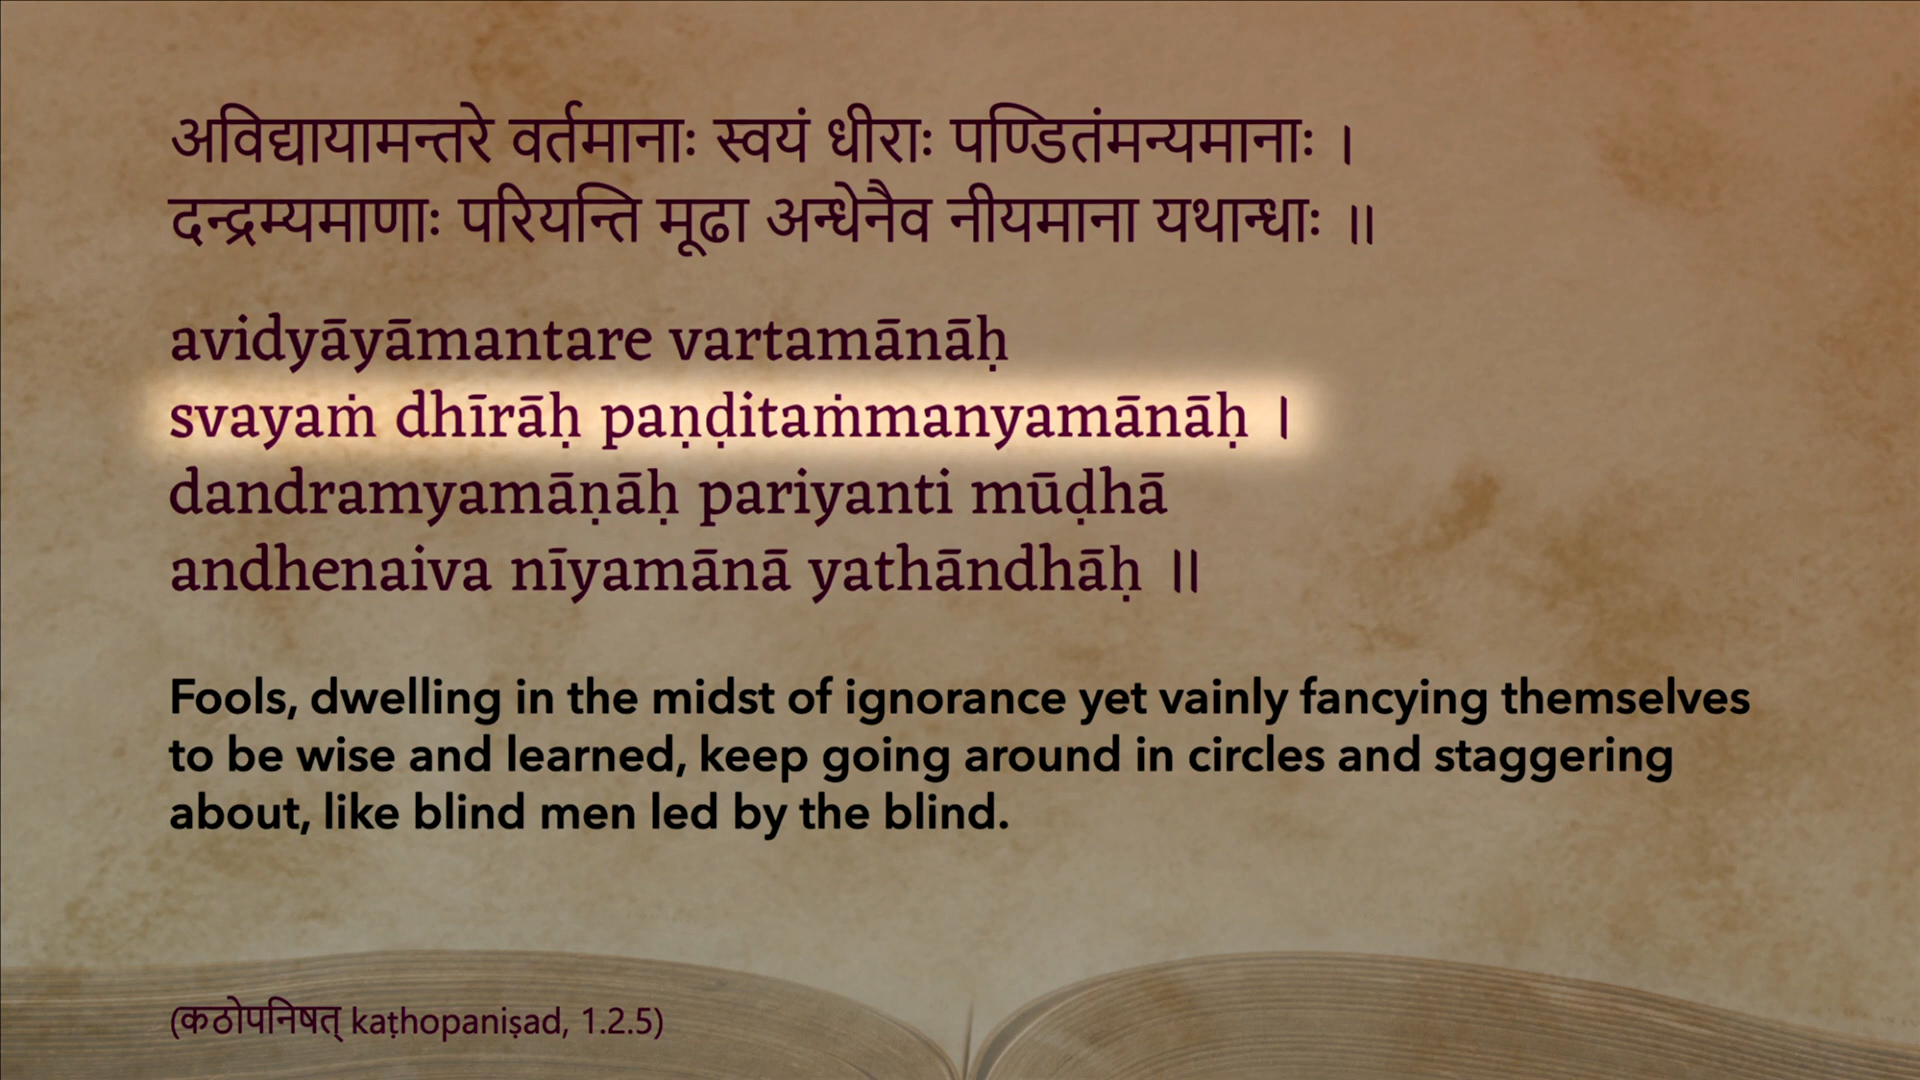 अविद्यायामन्तरे वर्तमानाः स्वयं धीराः पण्डितंमन्यमानाः ।
दन्द्रम्यमाणाः परियन्ति मूढा अन्धेनैव नीयमाना यथान्धाः ॥
avidyāyāmantare vartamānāḥ
svayaṁ dhīrāḥ paṇḍitaṁmanyamānāḥ |
dandramyamāṇāḥ pariyanti mūḍhā
andhenaiva nīyamānā yathāndhāḥ ||
Fools, dwelling in the midst of ignorance yet vainly fancying themselves
to be wise and learned, keep going around in circles and staggering
about, like blind men led by the blind.
(कठोपनिषत् kaṭhopaniṣad, 1.2.5)